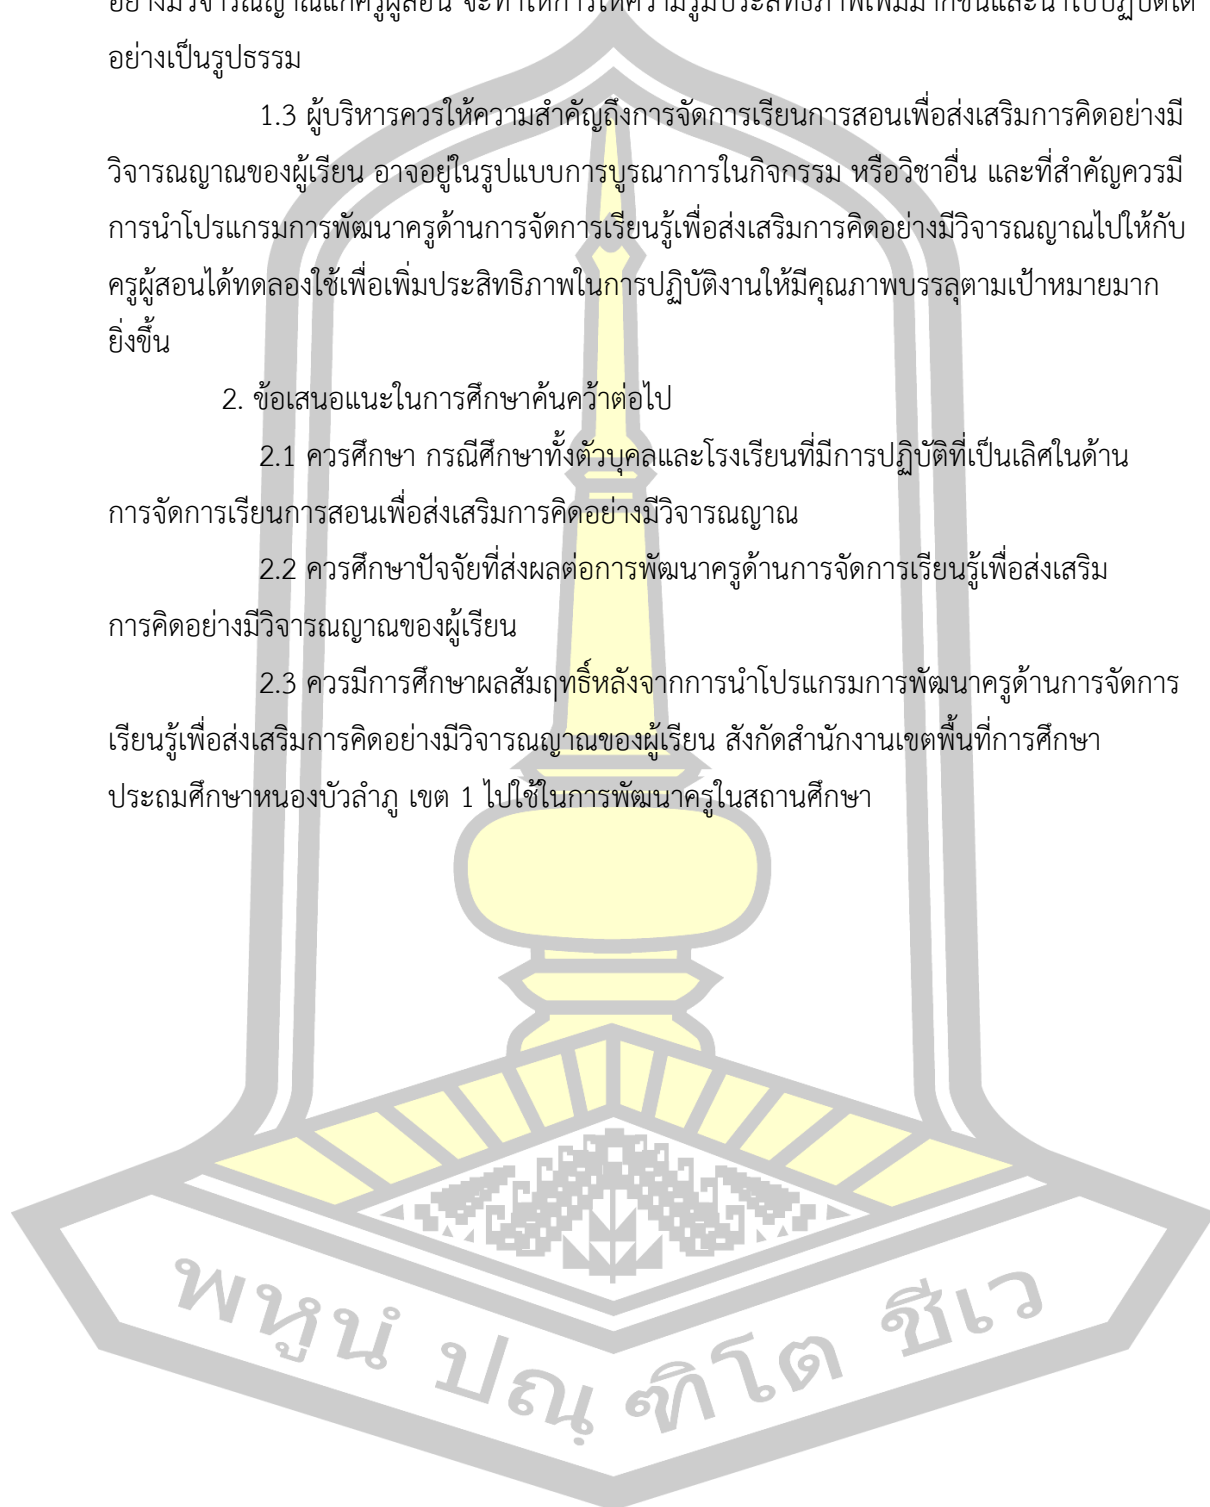 อย่างมีวิจารณญาณแก่ครูผู้สอน จะทำให้การให้ความรู้มีประสิทธิภาพเพิ่มมากขึ้นและนำไปปฏิบัติได้
อย่างเป็นรูปธรรม
1.3 ผู้บริหารควรให้ความสำคัญถึงการจัดการเรียนการสอนเพื่อส่งเสริมการคิดอย่างมี
วิจารณญาณของผู้เรียน อาจอยู่ในรูปแบบการบูรณาการในกิจกรรม หรือวิชาอื่น และที่สำคัญควรมี
การนำโปรแกรมการพัฒนาครูด้านการจัดการเรียนรู้เพื่อส่งเสริมการคิดอย่างมีวิจารณญาณไปให้กับ
ครูผู้สอนได้ทดลองใช้เพื่อเพิ่มประสิทธิภาพในการปฏิบัติงานให้มีคุณภาพบรรลุตามเป้าหมายมาก
ยิ่งขึ้น
2. ข้อเสนอแนะในการศึกษาค้นคว้าต่อไป
2.1 ควรศึกษา กรณีศึกษาทั้งตัวบุคลและโรงเรียนที่มีการปฏิบัติที่เป็นเลิศในด้าน
การจัดการเรียนการสอนเพื่อส่งเสริมการคิดอย่างมีวิจารณญาณ
2.2 ควรศึกษาปัจจัยที่ส่งผลต่อการพัฒนาครูด้านการจัดการเรียนรู้เพื่อส่งเสริม
การคิดอย่างมีวิจารณญาณของผู้เรียน
2.3 ควรมีการศึกษาผลสัมฤทธิ์หลังจากการนำโปรแกรมการพัฒนาครูด้านการจัดการ
เรียนรู้เพื่อส่งเสริมการคิดอย่างมีวิจารณญาณของผู้เรียน สังกัดสำนักงานเขตพื้นที่การศึกษา
ประถมศึกษาหนองบัวลำภู เขต 1 ไปใช้ในการพัฒนาครูในสถานศึกษา
พหูนํ ปณฺฑิโต ชีเว